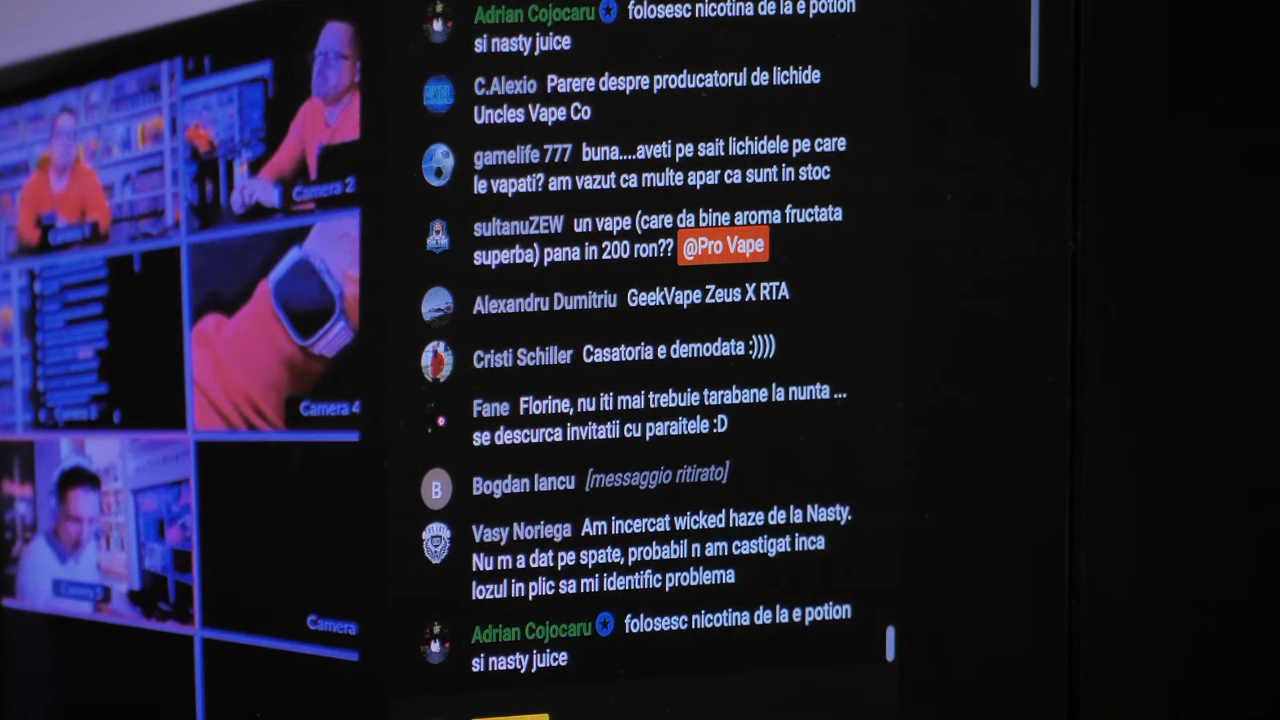 Adrian Cojocaru folosesc nicotina de la e potion
si nasty juice
C.Alexio Parere despre producatorul de lichide
Uncles Vape Co
gamelife 777 buna....aveti pe sait lichidele pe care
le vapati? am vazut ca multe apar ca sunt in stoc
sultanuZEW un vape (care da bine aroma fructata
superba) pana in 200 ron?? @Pro Vape
Alexandru Dumitriu GeekVape Zeus X RTA
Cristi Schiller Casatoria e demodata :))))
Fane Florine, nu iti mai trebuie tarabane la nunta ...
se descurca invitatii cu paraitele :D
B
Bogdan Iancu [messaggio ritirato]
Vasy Noriega Am incercat wicked haze de la Nasty.
Nu m a dat pe spate, probabil n am castigat inca
lozul in plic sa mi identific problema
Adrian Cojocaru folosesc nicotina de la e potion
si nasty juice
Camera 2
Camera 4
Camera